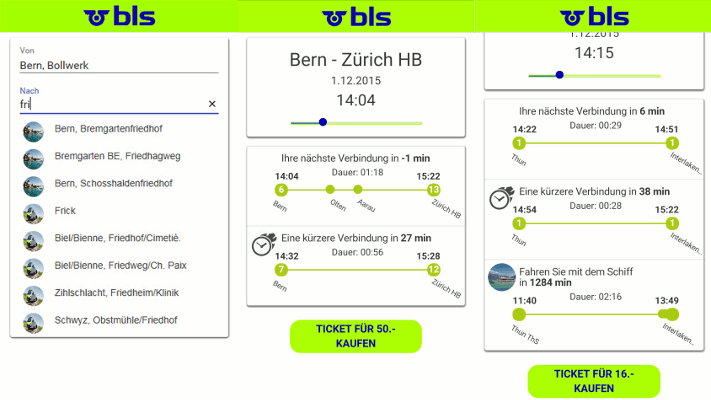 bls
Von
Bern, Bollwerk
Nach
fri
Bern, Bremgartenfriedhof
Bremgarten BE, Friedhagweg
Bern, Schosshaldenfriedhof
Frick
Biel/Bienne, Friedhof/Cimetiè.
Biel/Bienne, Friedweg/Ch. Paix
Zihlschlacht, Friedheim/Klinik
Schwyz, Obstmühle/Friedhof
bls
Bern - Zürich HB
1.12.2015
14:04
Ihre nächste Verbindung in -1 min
14:04 Dauer: 01:18 15:22
6 13
Bern Olten Aarau Zürich HB
Eine kürzere Verbindung in 27 min
14:32 Dauer: 00:56 15:28
7 12
Bern Zürich HB
TICKET FÜR 50.-
KAUFEN
bls
1.12.2015
14:15
Ihre nächste Verbindung in 6 min
14:22 Dauer: 00:29 14:51
1 1
Thun Interlaken...
Eine kürzere Verbindung in 38 min
14:54 Dauer: 00:28 15:22
1 1
Thun Interlaken...
Fahren Sie mit dem Schiff
in 1284 min
11:40 Dauer: 02:16 13:49
Thun ThS Interlaken...
TICKET FÜR 16.-
KAUFEN